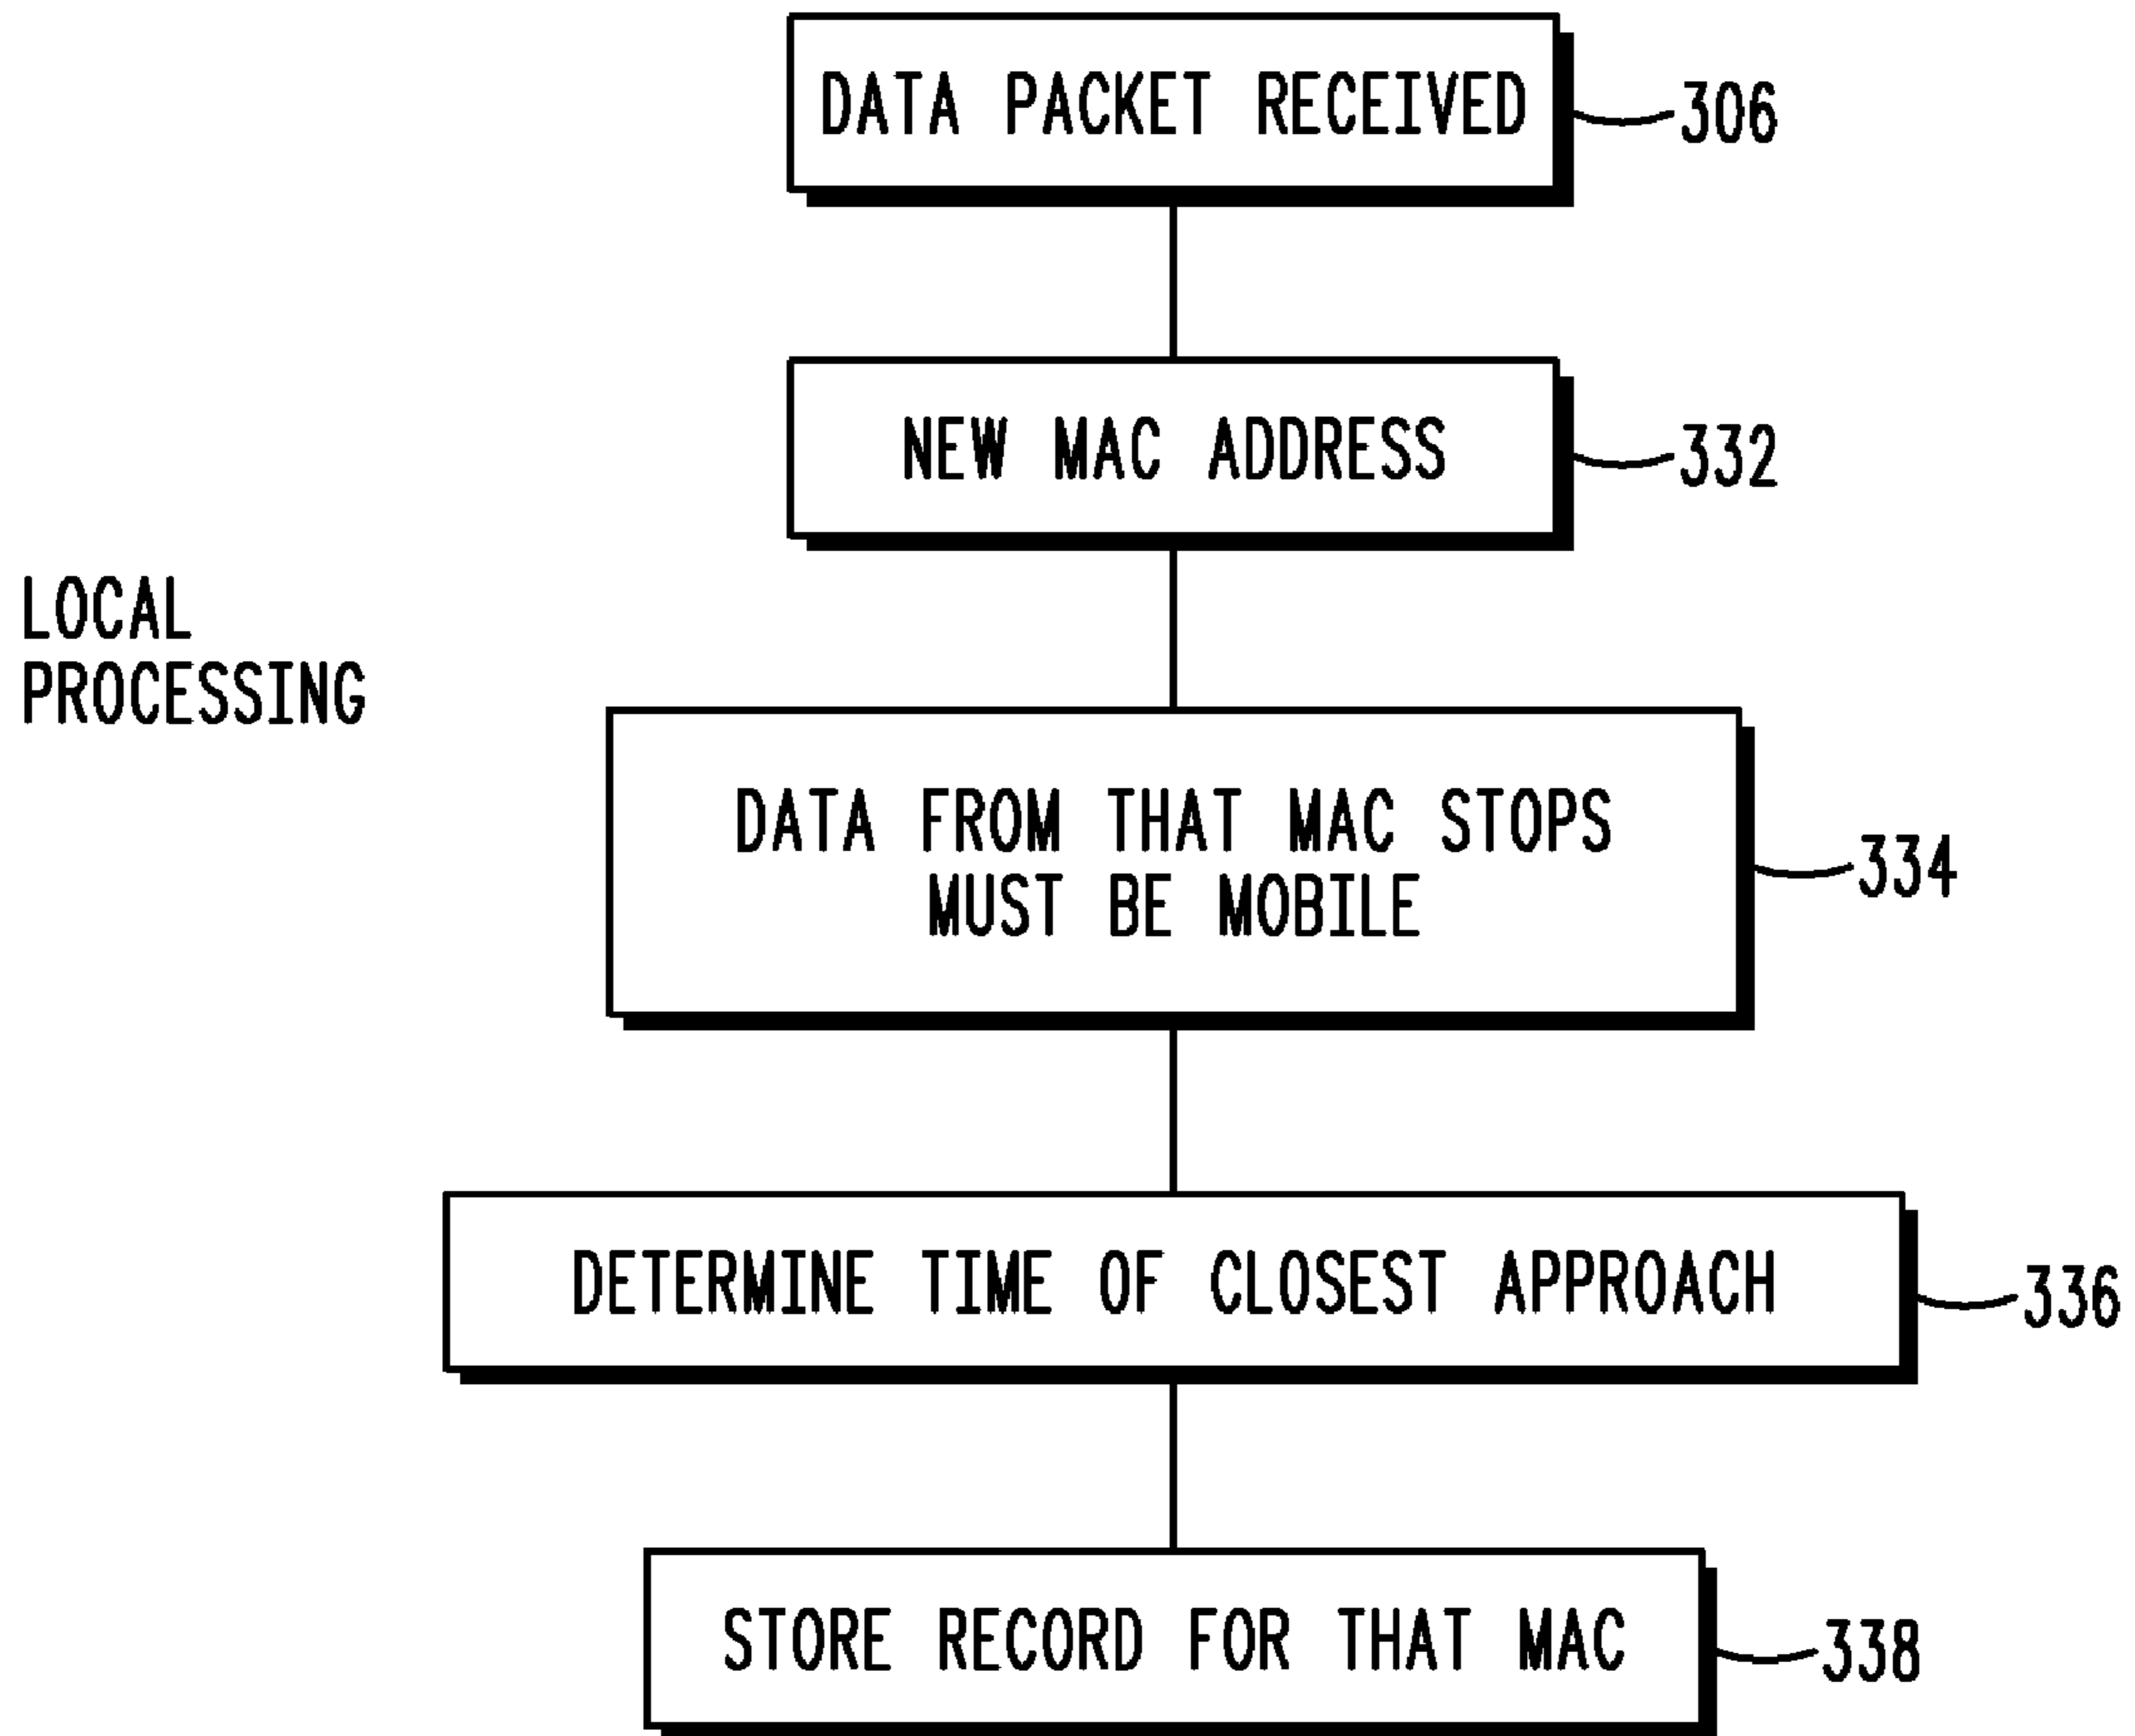 DATA PACKET RECEIVED
306
NEW MAC ADDRESS
332
LOCAL
PROCESSING
DATA FROM THAT MAC STOPS
MUST BE MOBILE
334
DETERMINE TIME OF CLOSEST APPROACH
336
STORE RECORD FOR THAT MAC
338